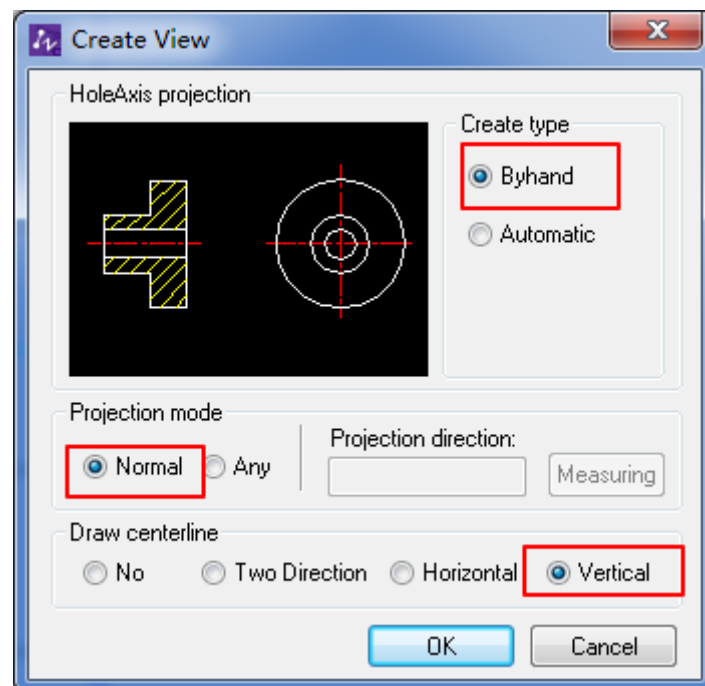 Create View
HoleAxis projection
Create type
Byhand
Automatic
Projection mode
Normal
Any
Projection direction:
Measuring
Draw centerline
No
Two Direction
Horizontal
Vertical
OK
Cancel